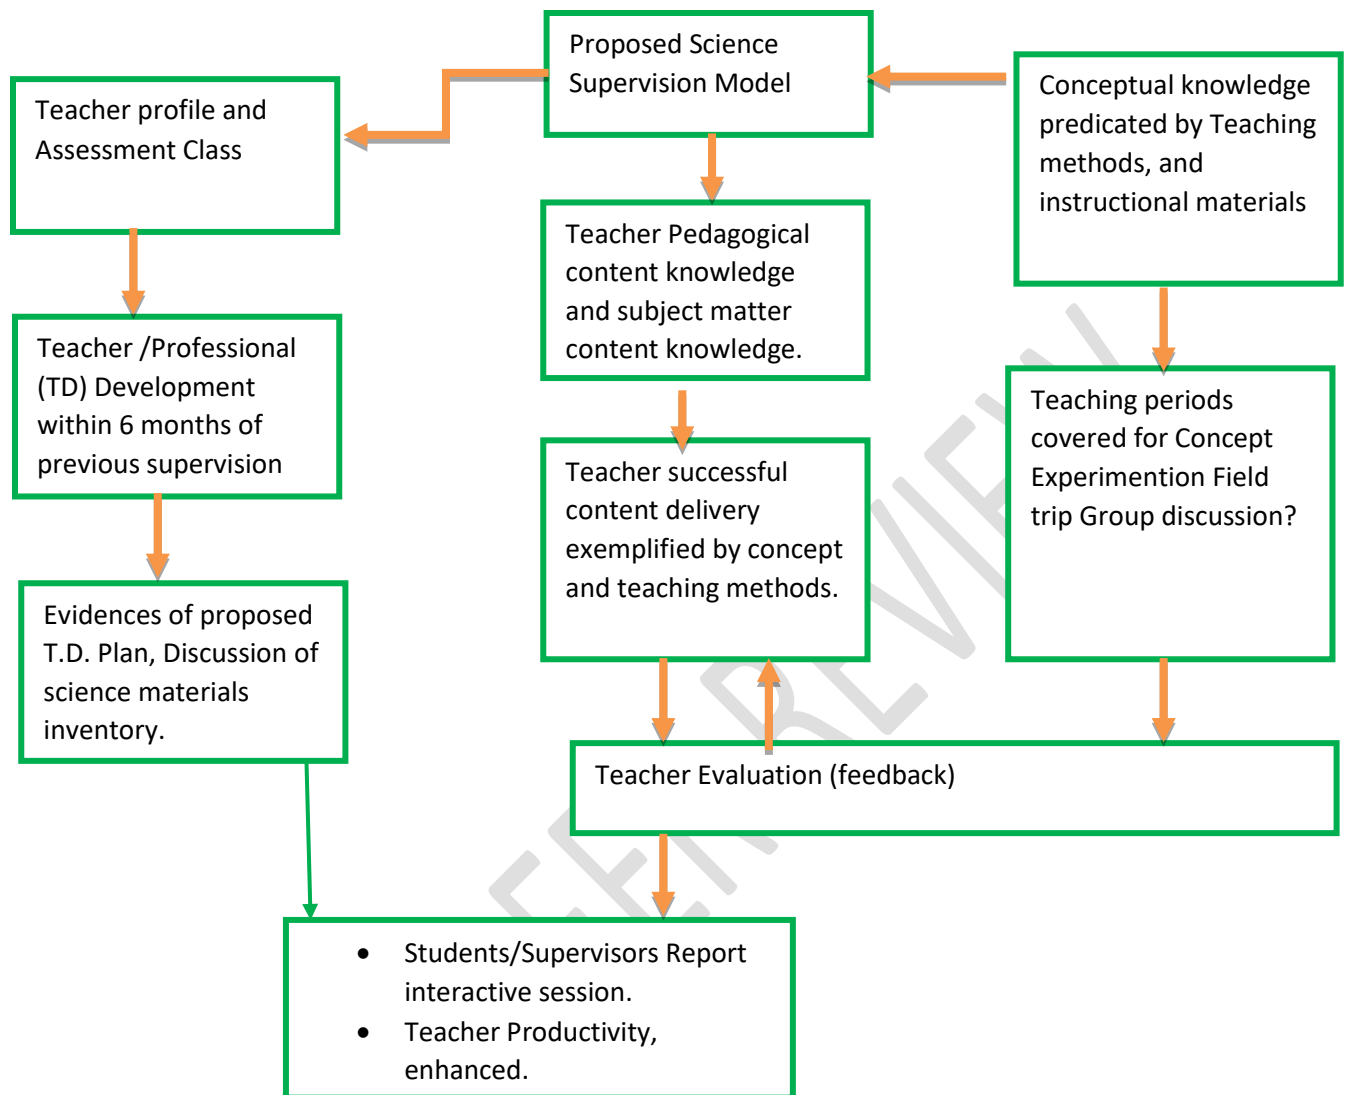 Proposed Science
Supervision Model
Teacher profile and
Assessment Class
Conceptual knowledge
predicated by Teaching
methods, and
instructional materials
Teacher Pedagogical
content knowledge
and subject matter
content knowledge.
Teacher /Professional
(TD) Development
within 6 months of
previous supervision
Teaching periods
covered for Concept
Experimention Field
trip Group discussion?
Teacher successful
content delivery
exemplified by concept
and teaching methods.
Evidences of proposed
T.D. Plan, Discussion of
science materials
inventory.
Teacher Evaluation (feedback)
• Students/Supervisors Report
interactive session.
• Teacher Productivity,
enhanced.
EER REVIEW